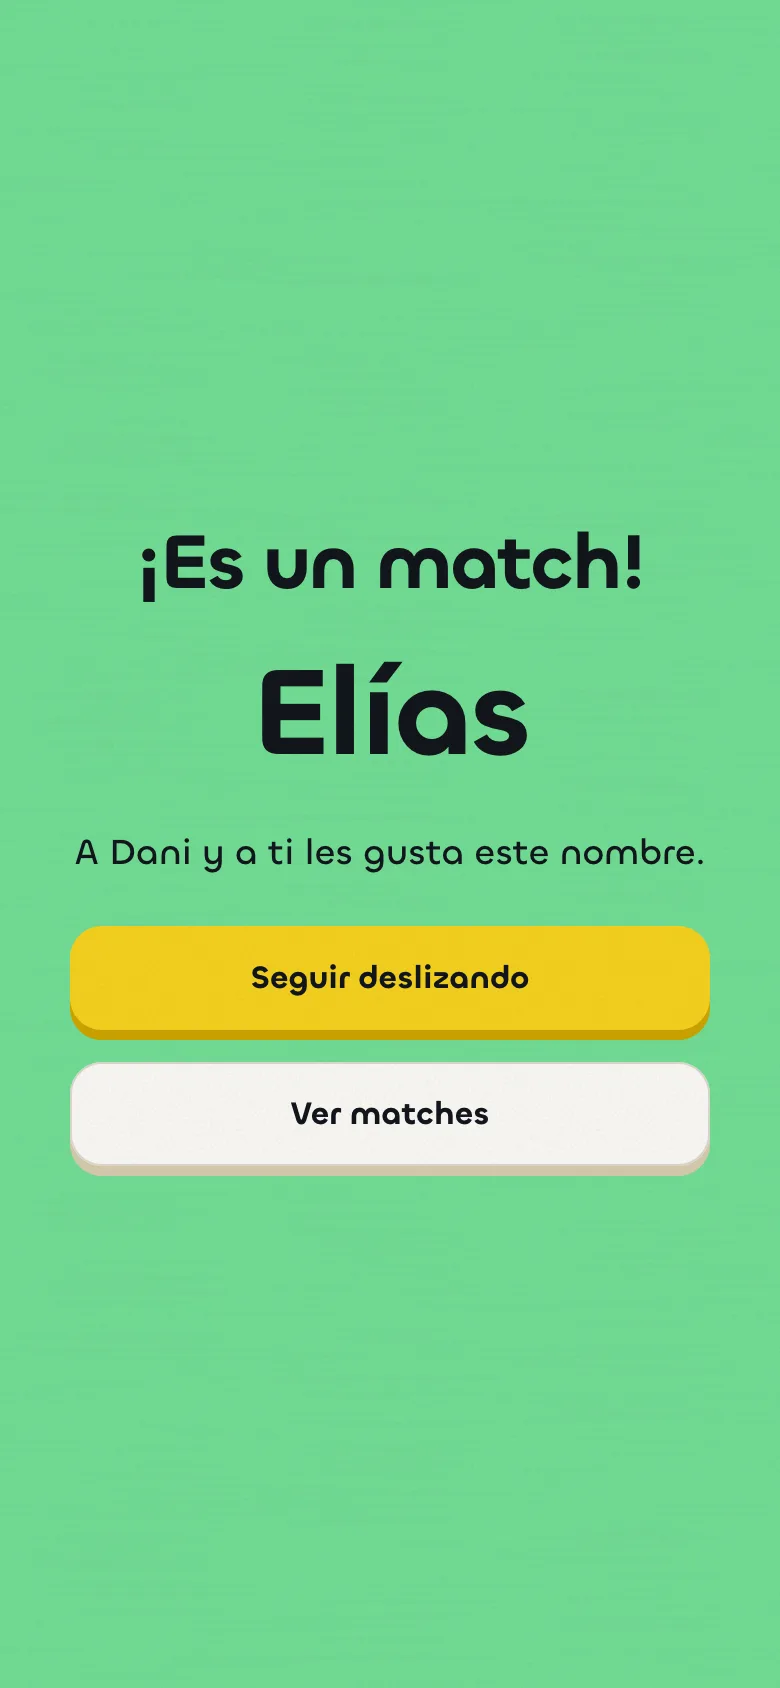 ¡Es un match!
Elías
A Dani y a ti les gusta este nombre.
Seguir deslizando
Ver matches